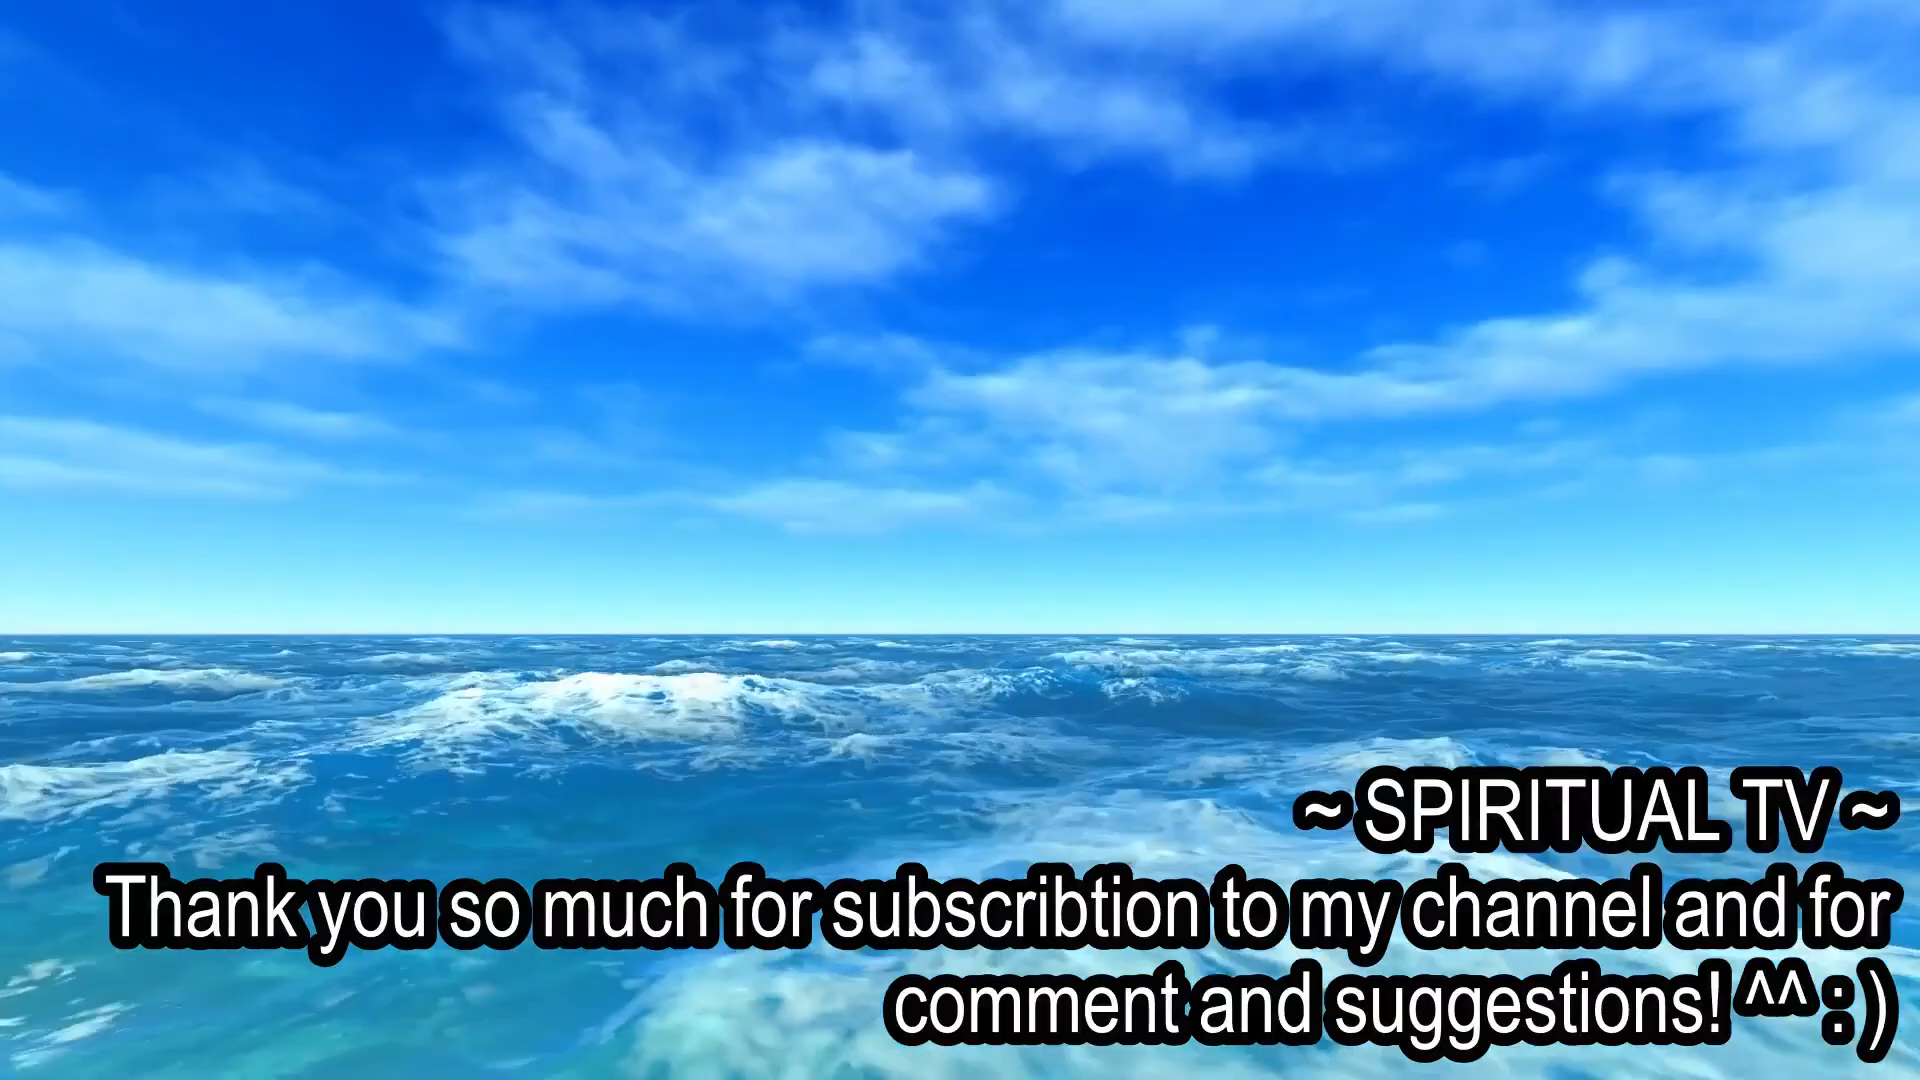 ~ SPIRITUAL TV ~
Thank you so much for subscribtion to my channel and for
comment and suggestions! ^^ :)